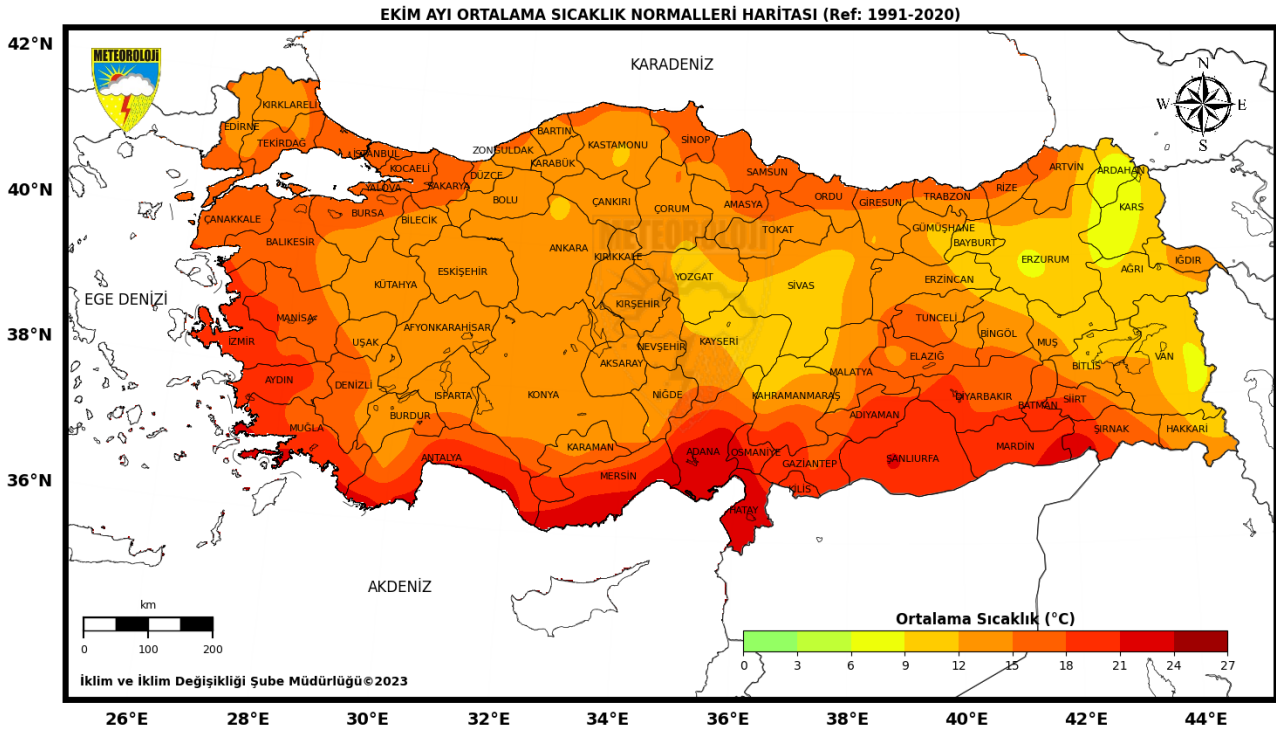 EKİM AYI ORTALAMA SICAKLIK NORMALLERİ HARİTASI (Ref: 1991-2020)
42°N
METEOROLOJİ
KARADENİZ
N
W E
S
KIRKLARELİ
EDİRNE
TEKİRDAĞ
İSTANBUL
KOCAELİ
YALOVA
SAKARYA
DÜZCE
ZONGULDAK
BARTIN
KARABÜK
KASTAMONU
SİNOP
SAMSUN
ORDU
GİRESUN
TRABZON
RİZE
ARTVİN
ARDAHAN
KARS
40°N
ÇANAKKALE
BURSA
BİLECİK
BOLU
ÇANKIRI
ÇORUM
AMASYA
TOKAT
GÜMÜŞHANE
BAYBURT
BALIKESİR
ESKİŞEHİR
ANKARA
KIRIKKALE
METEOROLOJİ
YOZGAT
SİVAS
ERZİNCAN
ERZURUM
AĞRI
IĞDIR
EGE DENİZİ
KÜTAHYA
KIRŞEHİR
TUNCELİ
BİNGÖL
MUŞ
38°N
MANİSA
İZMİR
UŞAK
AFYONKARAHİSAR
NEVŞEHİR
KAYSERİ
ELAZIĞ
BİTLİS
VAN
AYDIN
DENİZLİ
ISPARTA
KONYA
AKSARAY
NİĞDE
KAHRAMANMARAŞ
MALATYA
DİYARBAKIR
BATMAN
SİİRT
MUĞLA
BURDUR
ADIYAMAN
ŞIRNAK
HAKKARİ
36°N
ANTALYA
KARAMAN
MERSİN
ADANA
OSMANİYE
GAZİANTEP
ŞANLIURFA
MARDİN
KİLİS
HATAY
AKDENİZ
km
0 100 200
Ortalama Sıcaklık (°C)
0 3 6 9 12 15 18 21 24 27
İklim ve İklim Değişikliği Şube Müdürlüğü©2023
26°E 28°E 30°E 32°E 34°E 36°E 38°E 40°E 42°E 44°E